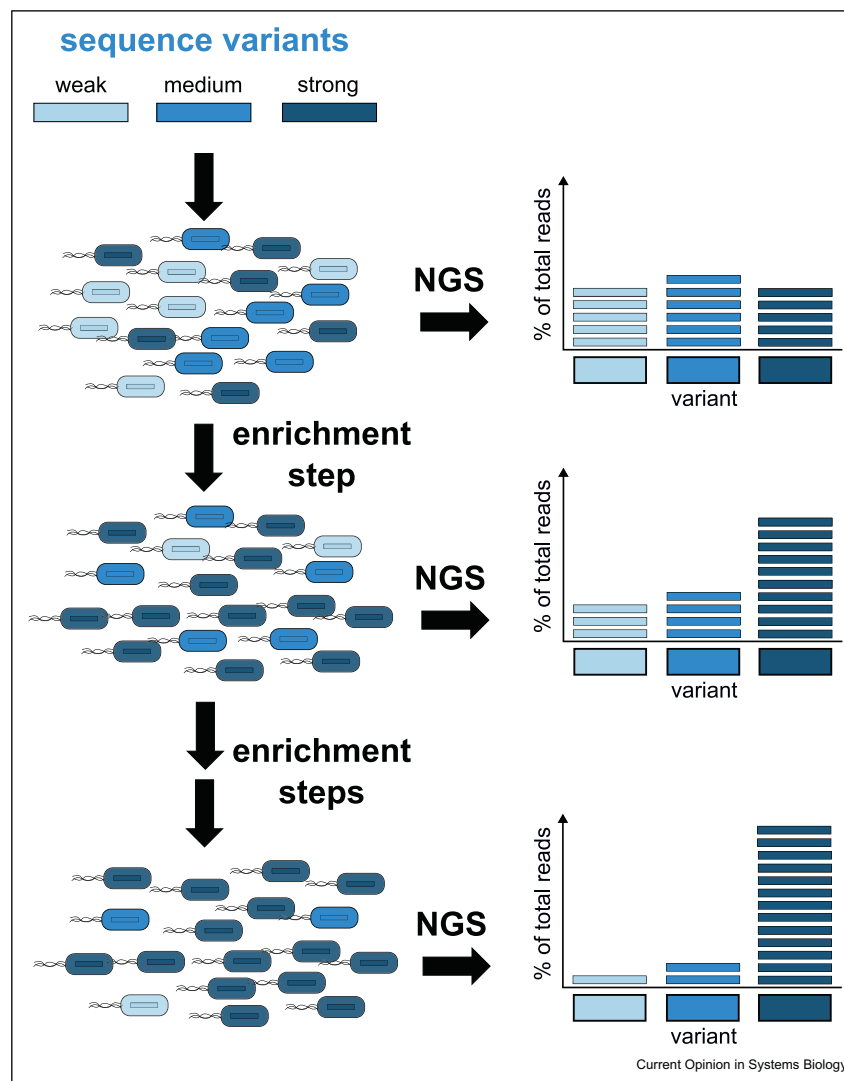 sequence variants
weak medium strong
NGS
% of total reads
variant
enrichment
step
NGS
% of total reads
variant
enrichment
steps
NGS
% of total reads
variant
Current Opinion in Systems Biology